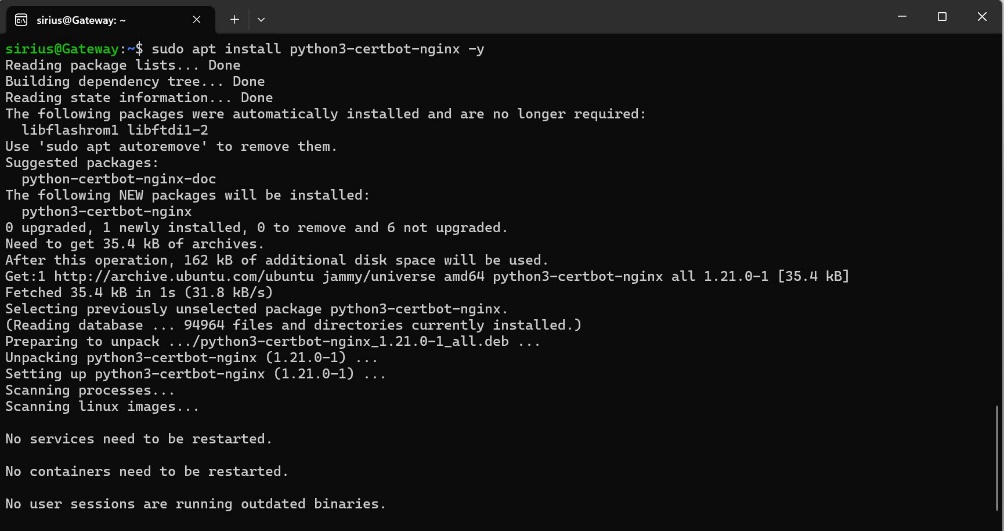 sirius@Gateway: ~
sirius@Gateway:~$ sudo apt install python3-certbot-nginx -y
Reading package lists... Done
Building dependency tree... Done
Reading state information... Done
The following packages were automatically installed and are no longer required:
  libflashrom1 libftdi1-2
Use 'sudo apt autoremove' to remove them.
Suggested packages:
  python-certbot-nginx-doc
The following NEW packages will be installed:
  python3-certbot-nginx
0 upgraded, 1 newly installed, 0 to remove and 6 not upgraded.
Need to get 35.4 kB of archives.
After this operation, 162 kB of additional disk space will be used.
Get:1 http://archive.ubuntu.com/ubuntu jammy/universe amd64 python3-certbot-nginx all 1.21.0-1 [35.4 kB]
Fetched 35.4 kB in 1s (31.8 kB/s)
Selecting previously unselected package python3-certbot-nginx.
(Reading database ... 94964 files and directories currently installed.)
Preparing to unpack .../python3-certbot-nginx_1.21.0-1_all.deb ...
Unpacking python3-certbot-nginx (1.21.0-1) ...
Setting up python3-certbot-nginx (1.21.0-1) ...
Scanning processes...
Scanning linux images...
No services need to be restarted.
No containers need to be restarted.
No user sessions are running outdated binaries.